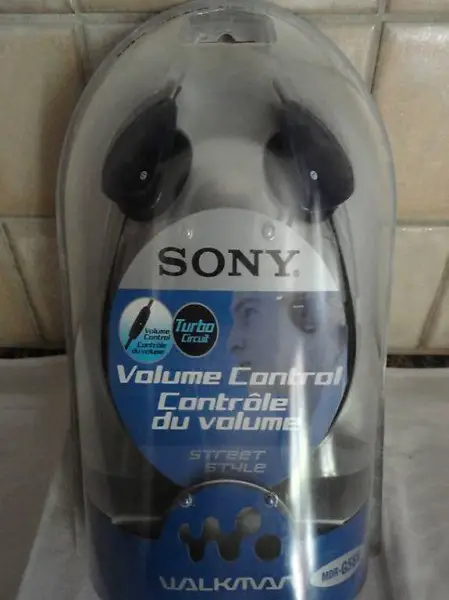 SONY
Volume
Control
Contrôle
du volume
Turbo
Circuit
Volume Control
Contrôle
du volume
STREET
STYLE
WALKMAN